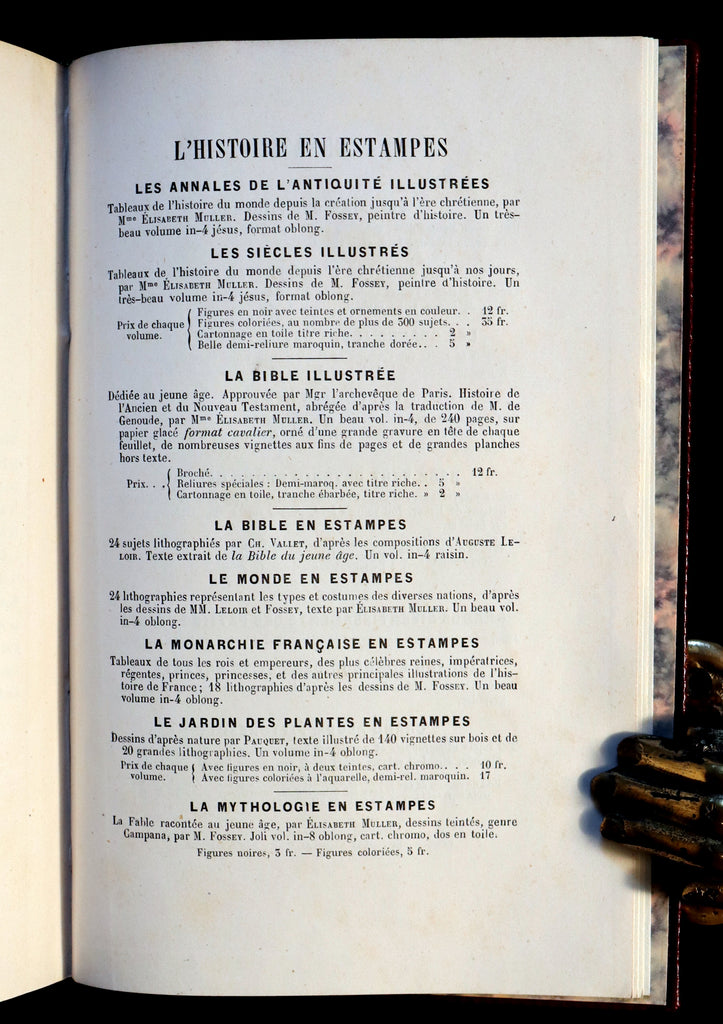 L'HISTOIRE EN ESTAMPES
LES ANNALES DE L'ANTIQUITÉ ILLUSTRÉES
Tableaux de l'histoire du monde depuis la création jusqu'à l'ère chrétienne, par
Mme ÉLISABETH MULLER. Dessins de M. FOSSEY, peintre d'histoire. Un très-
beau volume in-4 jésus, format oblong.
LES SIÈCLES ILLUSTRÉS
Tableaux de l'histoire du monde depuis l'ère chrétienne jusqu'à nos jours,
par Mme ÉLISABETH MULLER. Dessins de M. FOSSEY, peintre d'histoire. Un
très-beau volume in-4 jésus, format oblong.
Prix de chaque volume.
Figures en noir avec teintes et ornements en couleur. . 12 fr.
Figures coloriées, au nombre de plus de 300 sujets. . . 35 fr.
Cartonnage en toile titre riche. . . . . . . . . 2 »
Belle demi-reliure maroquin, tranche dorée. . . 5 »
LA BIBLE ILLUSTRÉE
Dédiée au jeune âge. Approuvée par Mgr l'archevêque de Paris. Histoire de
l'Ancien et du Nouveau Testament, abrégée d'après la traduction de M. de
Genoude, par Mme ÉLISABETH MULLER. Un beau vol. in-4, de 240 pages, sur
papier glacé format cavalier, orné d'une grande gravure en tête de chaque
feuillet, de nombreuses vignettes aux fins de pages et de grandes planches
hors texte.
Prix. . .
Broché. . . . . . . . . . . . . . . . . . . . . . . 12 fr.
Reliures spéciales : Demi-maroq. avec titre riche. . 5 »
Cartonnage en toile, tranche ébarbée, titre riche. » 2 »
LA BIBLE EN ESTAMPES
24 sujets lithographiés par CH. VALLET, d'après les compositions d'AUGUSTE LE-
LOIR. Texte extrait de la Bible du jeune âge. Un vol. in-4 raisin.
LE MONDE EN ESTAMPES
24 lithographies représentant les types et costumes des diverses nations, d'après
les dessins de MM. LELOIR et FOSSEY, texte par ÉLISABETH MULLER. Un beau vol.
in-4 oblong.
LA MONARCHIE FRANÇAISE EN ESTAMPES
Tableaux de tous les rois et empereurs, des plus célèbres reines, impératrices,
régentes, princes, princesses, et des autres principales illustrations de l'his-
toire de France ; 18 lithographies d'après les dessins de M. FOSSEY. Un beau
volume in-4 oblong.
LE JARDIN DES PLANTES EN ESTAMPES
Dessins d'après nature par PAUQUET, texte illustré de 140 vignettes sur bois et de
20 grandes lithographies. Un volume in-4 oblong.
Prix de chaque volume.
Avec figures en noir, à deux teintes, cart. chromo. . . . 10 fr.
Avec figures coloriées à l'aquarelle, demi-rel. maroquin. 17
LA MYTHOLOGIE EN ESTAMPES
La Fable racontée au jeune âge, par ÉLISABETH MULLER, dessins teintés, genre
Campana, par M. FOSSEY. Joli vol. in-8 oblong, cart. chromo, dos en toile.
Figures noires, 3 fr. — Figures coloriées, 5 fr.